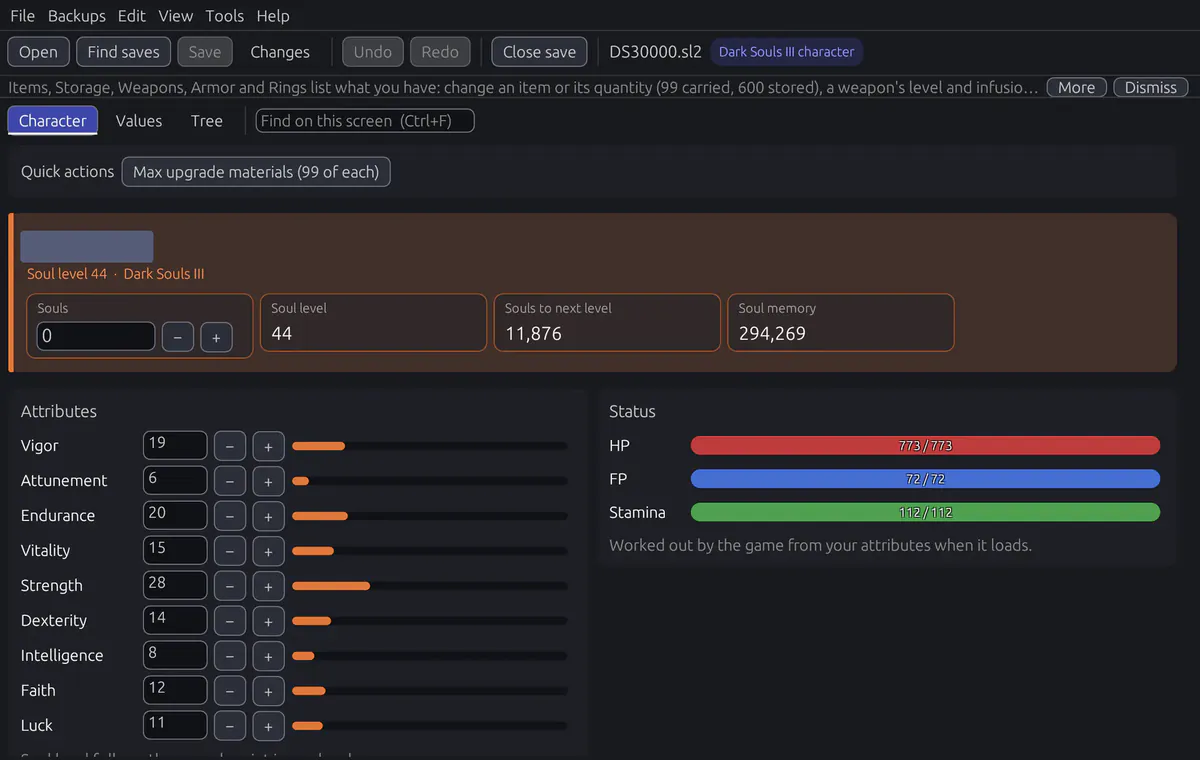 File Backups Edit View Tools Help
Open Find saves Save Changes Undo Redo Close save DS30000.sl2 Dark Souls III character
Items, Storage, Weapons, Armor and Rings list what you have: change an item or its quantity (99 carried, 600 stored), a weapon's level and infusio... More Dismiss
Character Values Tree Find on this screen (Ctrl+F)
Quick actions Max upgrade materials (99 of each)
Soul level 44 · Dark Souls III
Souls
0 − +
Soul level
44
Souls to next level
11,876
Soul memory
294,269
Attributes
Vigor 19 − +
Attunement 6 − +
Endurance 20 − +
Vitality 15 − +
Strength 28 − +
Dexterity 14 − +
Intelligence 8 − +
Faith 12 − +
Luck 11 − +
Status
HP 773 / 773
FP 72 / 72
Stamina 112 / 112
Worked out by the game from your attributes when it loads.